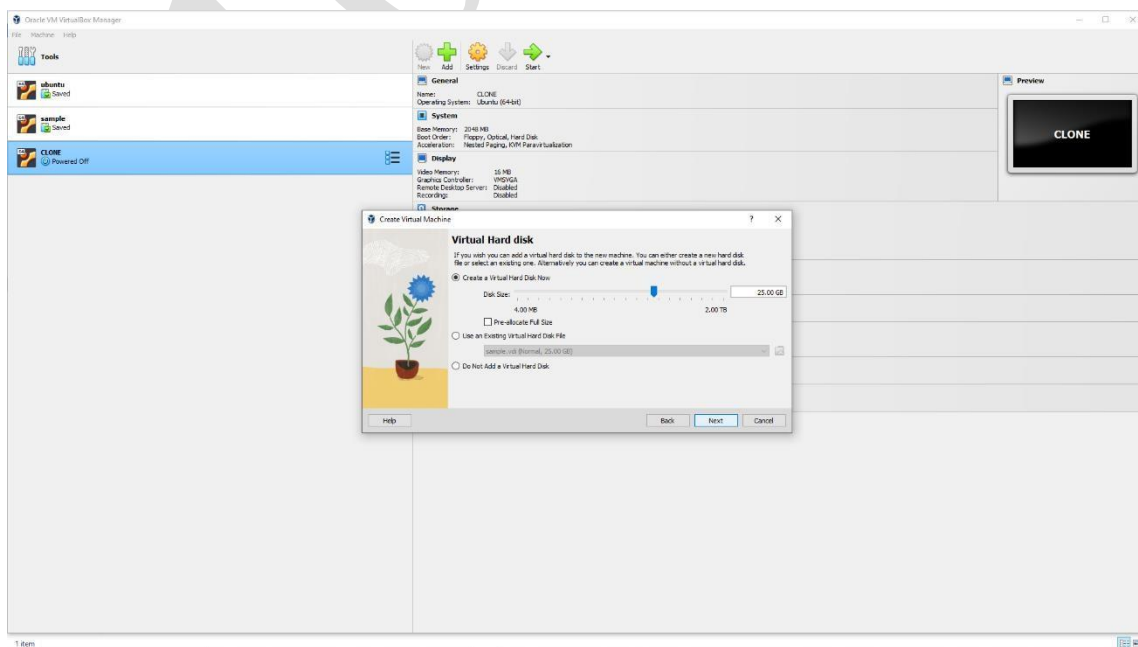 Oracle VM VirtualBox Manager
File Machine Help
Tools
New Add Settings Discard Start
ubuntu
Saved
sample
Saved
CLONE
Powered Off
General
Name: CLONE
Operating System: Ubuntu (64-bit)
System
Base Memory: 2048 MB
Boot Order: Floppy, Optical, Hard Disk
Acceleration: Nested Paging, KVM Paravirtualization
Display
Video Memory: 16 MB
Graphics Controller: VMSVGA
Remote Desktop Server: Disabled
Recording: Disabled
Storage
Preview
CLONE
Create Virtual Machine ? X
Virtual Hard disk
If you wish you can add a virtual hard disk to the new machine. You can either create a new hard disk
file or select an existing one. Alternatively you can create a virtual machine without a virtual hard disk.
Create a Virtual Hard Disk Now
Disk Size: 25.00 GB
4.00 MB 2.00 TB
Pre-allocate Full Size
Use an Existing Virtual Hard Disk File
sample.vdi (Normal, 25.00 GB)
Do Not Add a Virtual Hard Disk
Help Back Next Cancel
1 item